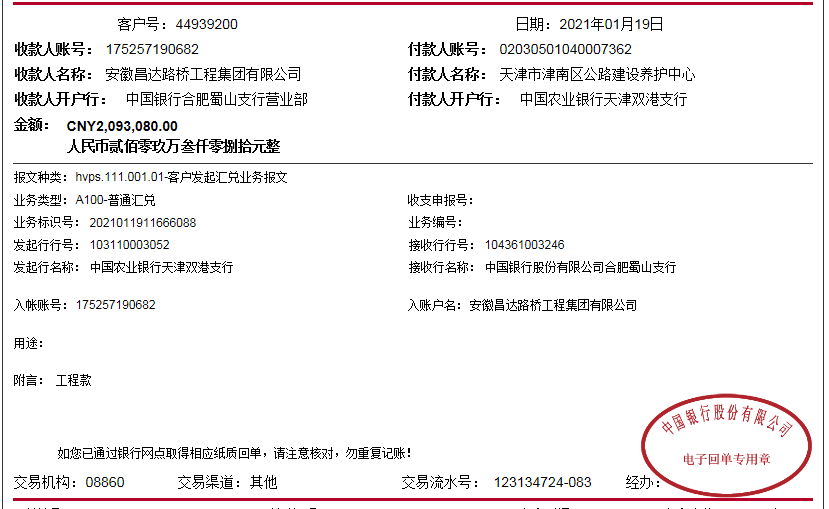 客户号：44939200 日期：2021年01月19日
收款人账号：175257190682 付款人账号：02030501040007362
收款人名称：安徽昌达路桥工程集团有限公司 付款人名称：天津市津南区公路建设养护中心
收款人开户行：中国银行合肥蜀山支行营业部 付款人开户行：中国农业银行天津双港支行
金额：CNY2,093,080.00
人民币贰佰零玖万叁仟零捌拾元整
报文种类：hvps.111.001.01-客户发起汇兑业务报文
业务类型：A100-普通汇兑 收支申报号：
业务标识号：2021011911666088 业务编号：
发起行行号：103110003052 接收行行号：104361003246
发起行名称：中国农业银行天津双港支行 接收行名称：中国银行股份有限公司合肥蜀山支行
入帐账号：175257190682 入账户名：安徽昌达路桥工程集团有限公司
用途：
附言：工程款
中国银行股份有限公司
电子回单专用章
如您已通过银行网点取得相应纸质回单，请注意核对，勿重复记账！
交易机构：08860 交易渠道：其他 交易流水号：123134724-083 经办：